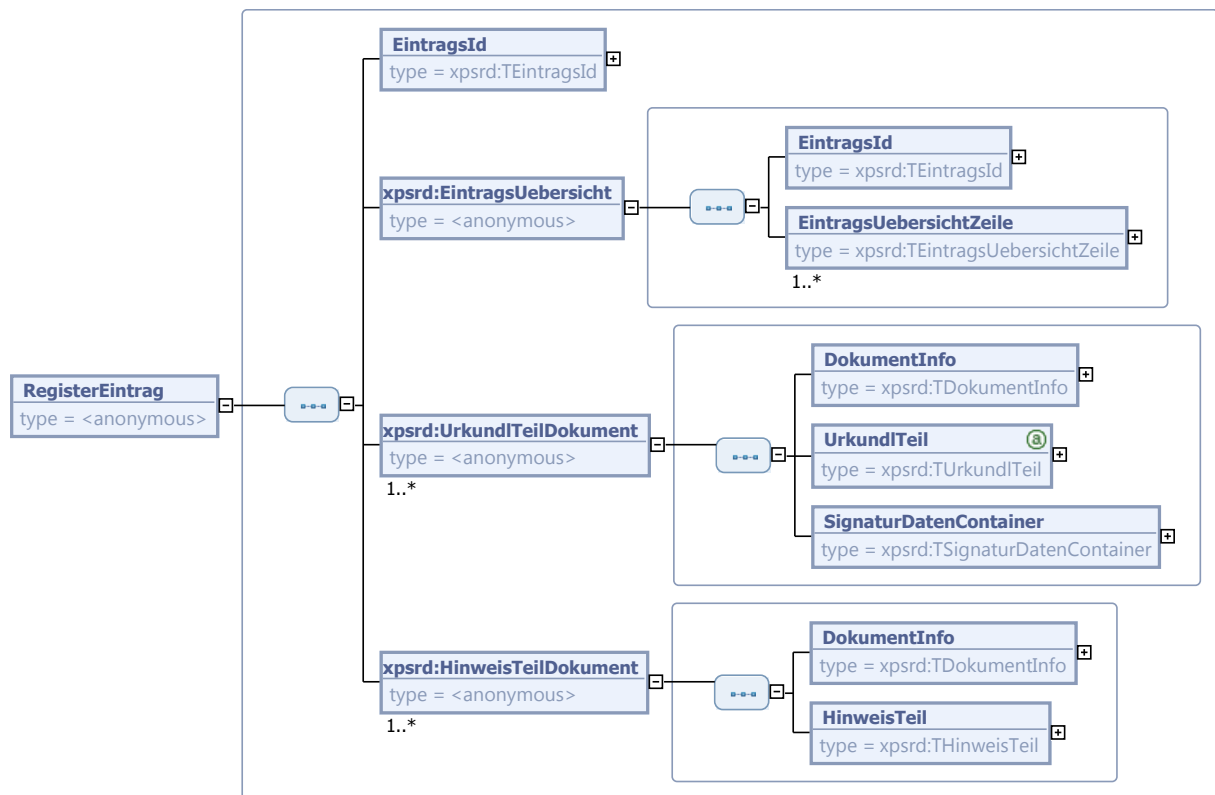 EintragsId
type = xpsrd:TEintragsId
xpsrd:EintragsUebersicht
type = <anonymous>
EintragsId
type = xpsrd:TEintragsId
EintragsUebersichtZeile
type = xpsrd:TEintragsUebersichtZeile
1..*
RegisterEintrag
type = <anonymous>
xpsrd:UrkundlTeilDokument
type = <anonymous>
1..*
DokumentInfo
type = xpsrd:TDokumentInfo
UrkundlTeil
a
type = xpsrd:TUrkundlTeil
SignaturDatenContainer
type = xpsrd:TSignaturDatenContainer
xpsrd:HinweisTeilDokument
type = <anonymous>
1..*
DokumentInfo
type = xpsrd:TDokumentInfo
HinweisTeil
type = xpsrd:THinweisTeil